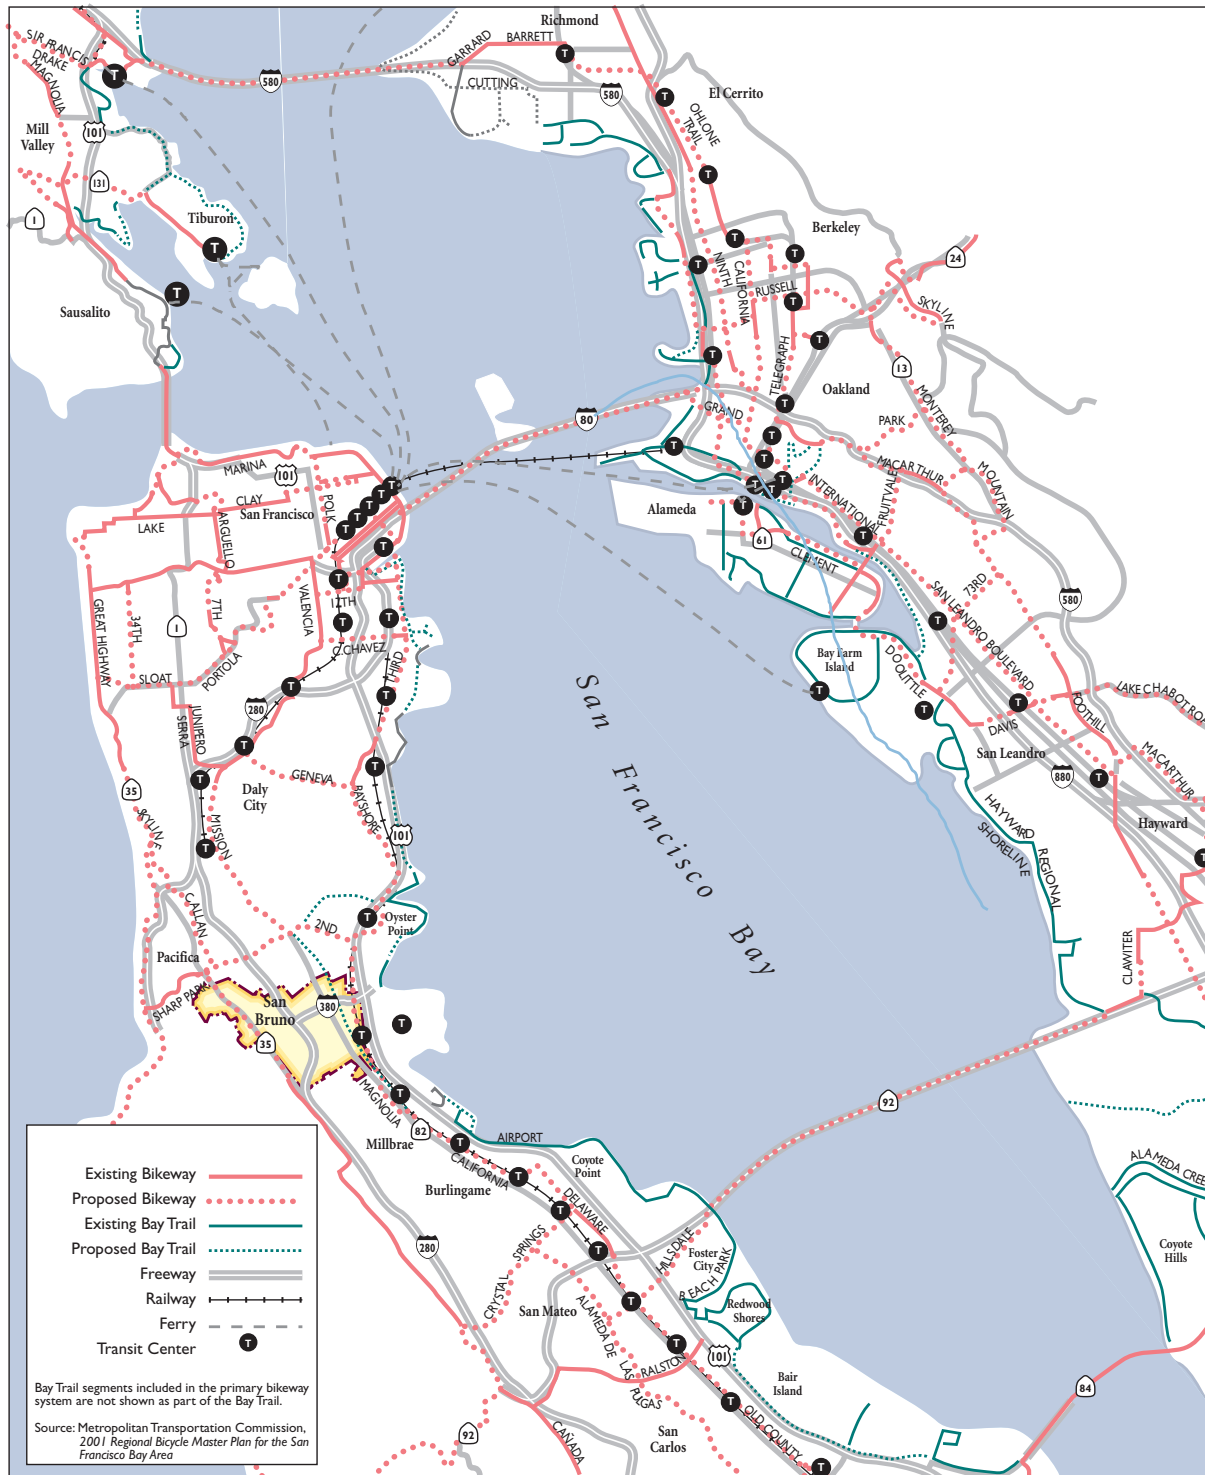 Richmond
BARRETT
GARRARD
SIR FRANCIS
DRAKE
MAGNOLIA
580
CUTTING
580
El Cerrito
OHLONE
TRAIL
101
Mill
Valley
131
1
Tiburon
Berkeley
24
NINTH
CALIFORNIA
RUSSELL
SKYLINE
Sausalito
TELEGRAPH
13
Oakland
MONTEREY
80
GRAND
PARK
MACARTHUR
MOUNTAIN
MARINA
101
CLAY
San Francisco
POLK
LAKE
ARGUELLO
INTERNATIONAL
FRUITVALE
Alameda
61
CLEMENT
GREAT HIGHWAY
34TH
1
7TH
VALENCIA
17TH
C.CHAVEZ
THIRD
PORTOLA
SLOAT
SAN LEANDRO BOULEVARD
73RD
580
Bay Farm
Island
DOOLITTLE
JUNIPERO
SERRA
280
FOOTHILL
LAKE CHABOT ROAD
DAVIS
San Leandro
MACARTHUR
880
GENEVA
Daly
City
BAYSHORE
35
SKYLINE
MISSION
101
San Francisco Bay
HAYWARD REGIONAL
SHORELINE
Hayward
CALLAN
2ND
Oyster
Point
Pacifica
SHARP PARK
San
Bruno
380
35
CLAWITER
92
MAGNOLIA
82
Millbrae
AIRPORT
CALIFORNIA
Burlingame
Coyote
Point
DELAWARE
ALAMEDA CREE
Coyote
Hills
280
CRYSTAL SPRINGS
HILLSDALE
Foster
City
BEACH PARK
Redwood
Shores
San Mateo
ALAMEDA DE LAS PULGAS
RALSTON
101
Bair
Island
84
OLD COUNTY
San
Carlos
CAÑADA
92
Existing Bikeway
Proposed Bikeway
Existing Bay Trail
Proposed Bay Trail
Freeway
Railway
Ferry
Transit Center T
Bay Trail segments included in the primary bikeway
system are not shown as part of the Bay Trail.
Source: Metropolitan Transportation Commission,
2001 Regional Bicycle Master Plan for the San
Francisco Bay Area